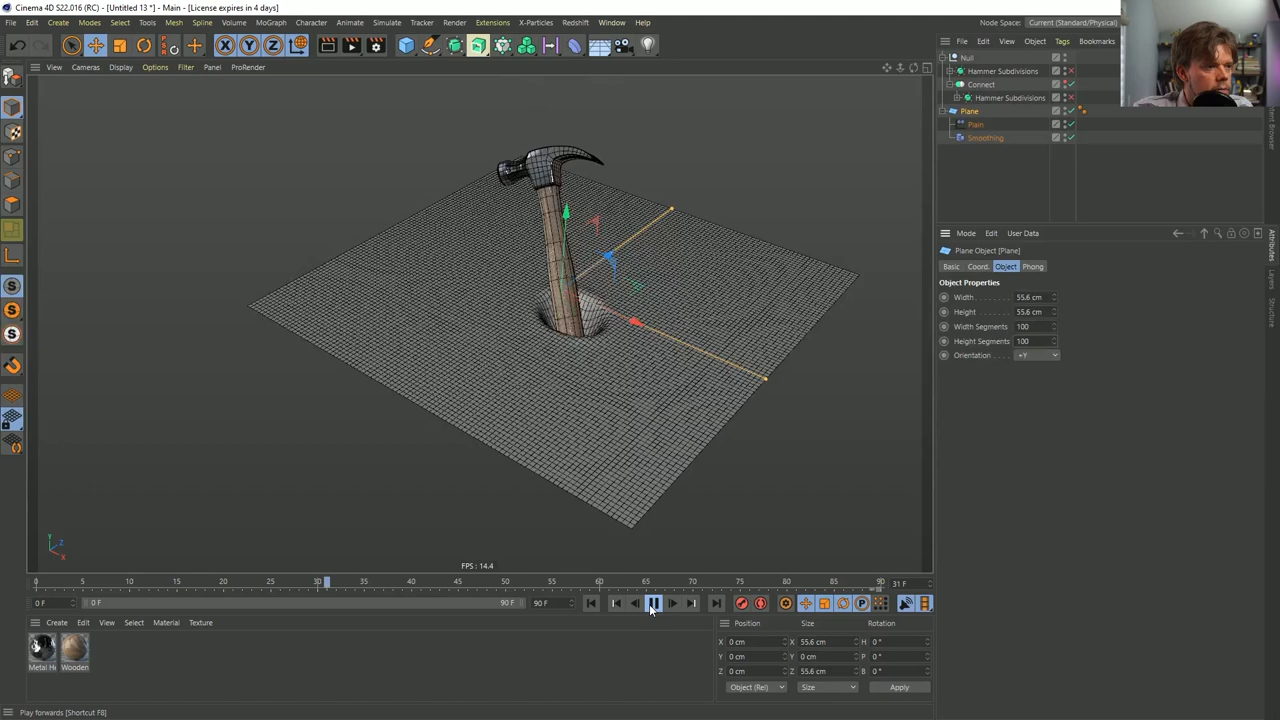 Cinema 4D S22.016 (RC) - [Untitled 13 *] - Main - [License expires in 4 days]
File Edit Create Modes Select Tools Mesh Spline Volume MoGraph Character Animate Simulate Tracker Render Extensions X-Particles Redshift Window Help Node Space: Current (Standard/Physical)
File Edit View Object Tags Bookmarks
View Cameras Display Options Filter Panel ProRender
Null
Hammer Subdivisions
Connect
Hammer Subdivisions
Plane
Plain
Smoothing
Mode Edit User Data
Plane Object [Plane]
Basic Coord. Object Phong
Object Properties
Width 55.6 cm
Height 55.6 cm
Width Segments 100
Height Segments 100
Orientation +Y
Attributes
Layers
Structure
Y
Z
X
FPS : 14.4
0 5 10 15 20 25 30 35 40 45 50 55 60 65 70 75 80 85 90 31 F
0 F 0 F 90 F 90 F
Create Edit View Select Material Texture
Position Size Rotation
X 0 cm X 55.6 cm H 0 °
Y 0 cm Y 0 cm P 0 °
Z 0 cm Z 55.6 cm B 0 °
Object (Rel) Size Apply
Metal He Wooden
Play forwards [Shortcut F8]